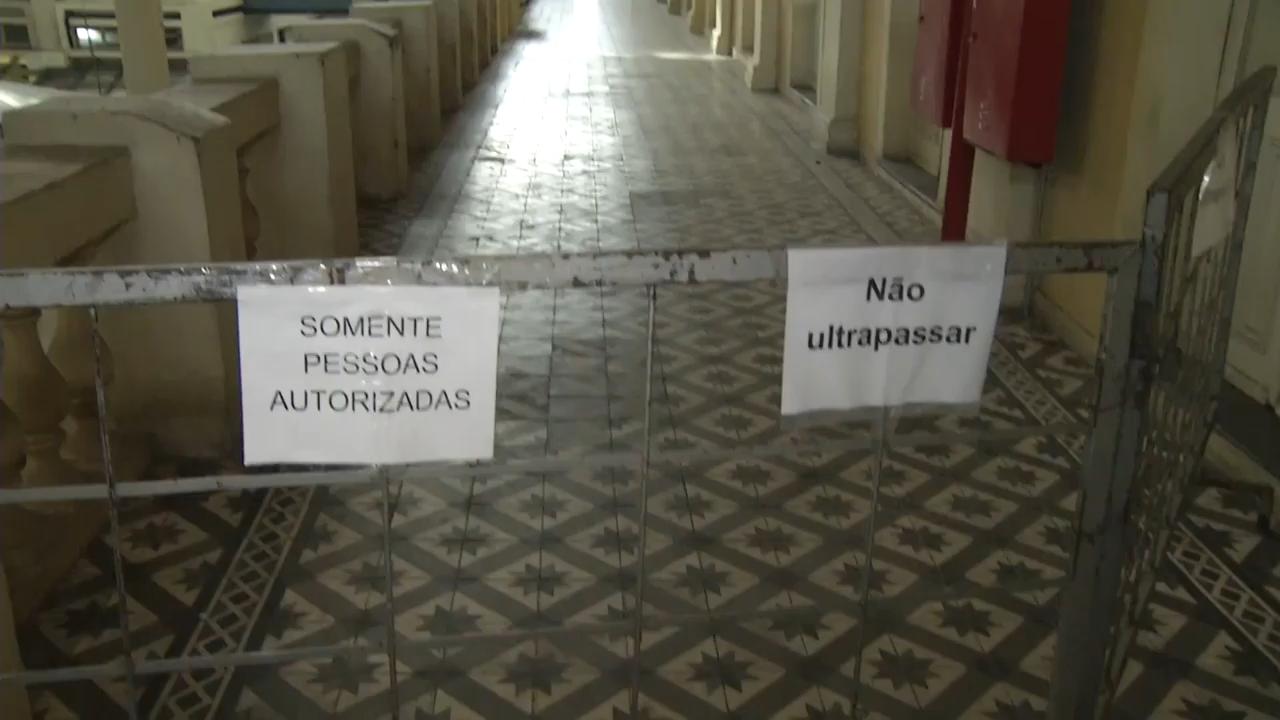 SOMENTE
PESSOAS
AUTORIZADAS
Não
ultrapassar